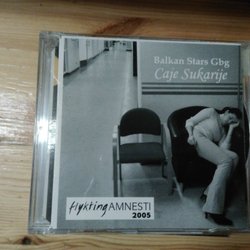 Balkan Stars Gbg
Caje Sukarije
flyktingAMNESTI
2005